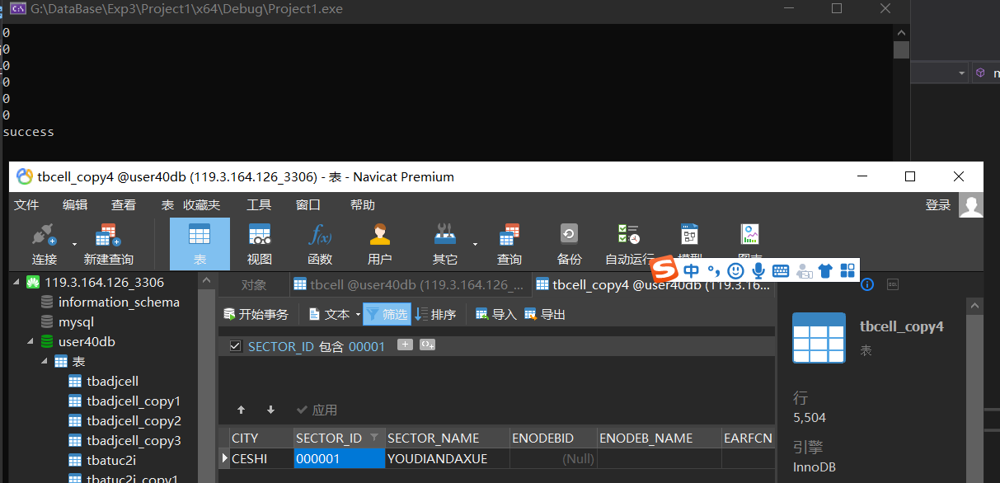 G:\DataBase\Exp3\Project1\x64\Debug\Project1.exe
0
0
0
0
0
0
success
tbcell_copy4 @user40db (119.3.164.126_3306) - 表 - Navicat Premium
文件 编辑 查看 表 收藏夹 工具 窗口 帮助 登录
连接 新建查询 表 视图 函数 用户 其它 查询 备份 自动运行 模型 图表
中
119.3.164.126_3306
information_schema
mysql
user40db
表
tbadjcell
tbadjcell_copy1
tbadjcell_copy2
tbadjcell_copy3
tbatuc2i
tbatuc2i_copy1
对象 tbcell @user40db (119.3.164.126_... tbcell_copy4 @user40db (119.3.16...
开始事务 文本 筛选 排序 导入 导出
SECTOR_ID 包含 00001
应用
CITY SECTOR_ID SECTOR_NAME ENODEBID ENODEB_NAME EARFCN
CESHI 000001 YOUDIANDAXUE (Null)
tbcell_copy4
表
行
5,504
引擎
InnoDB